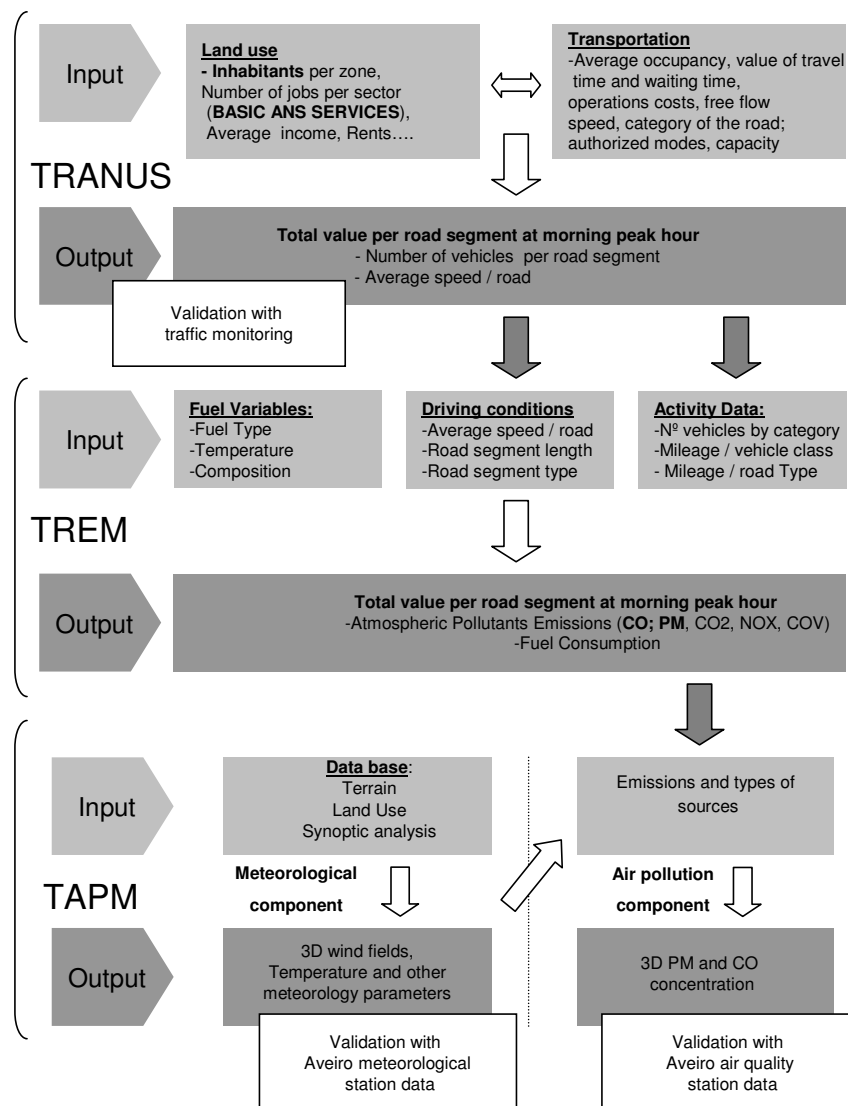 Input
Land use
- Inhabitants per zone,
Number of jobs per sector
(BASIC ANS SERVICES),
Average income, Rents....
Transportation
-Average occupancy, value of travel
time and waiting time,
operations costs, free flow
speed, category of the road;
authorized modes, capacity
TRANUS
Output
Total value per road segment at morning peak hour
- Number of vehicles per road segment
- Average speed / road
Validation with
traffic monitoring
Input
Fuel Variables:
-Fuel Type
-Temperature
-Composition
Driving conditions
-Average speed / road
-Road segment length
-Road segment type
Activity Data:
-Nº vehicles by category
-Mileage / vehicle class
- Mileage / road Type
TREM
Output
Total value per road segment at morning peak hour
-Atmospheric Pollutants Emissions (CO; PM, CO2, NOX, COV)
-Fuel Consumption
Input
Data base:
Terrain
Land Use
Synoptic analysis
Emissions and types of
sources
TAPM
Meteorological
component
Air pollution
component
Output
3D wind fields,
Temperature and other
meteorology parameters
3D PM and CO
concentration
Validation with
Aveiro meteorological
station data
Validation with
Aveiro air quality
station data